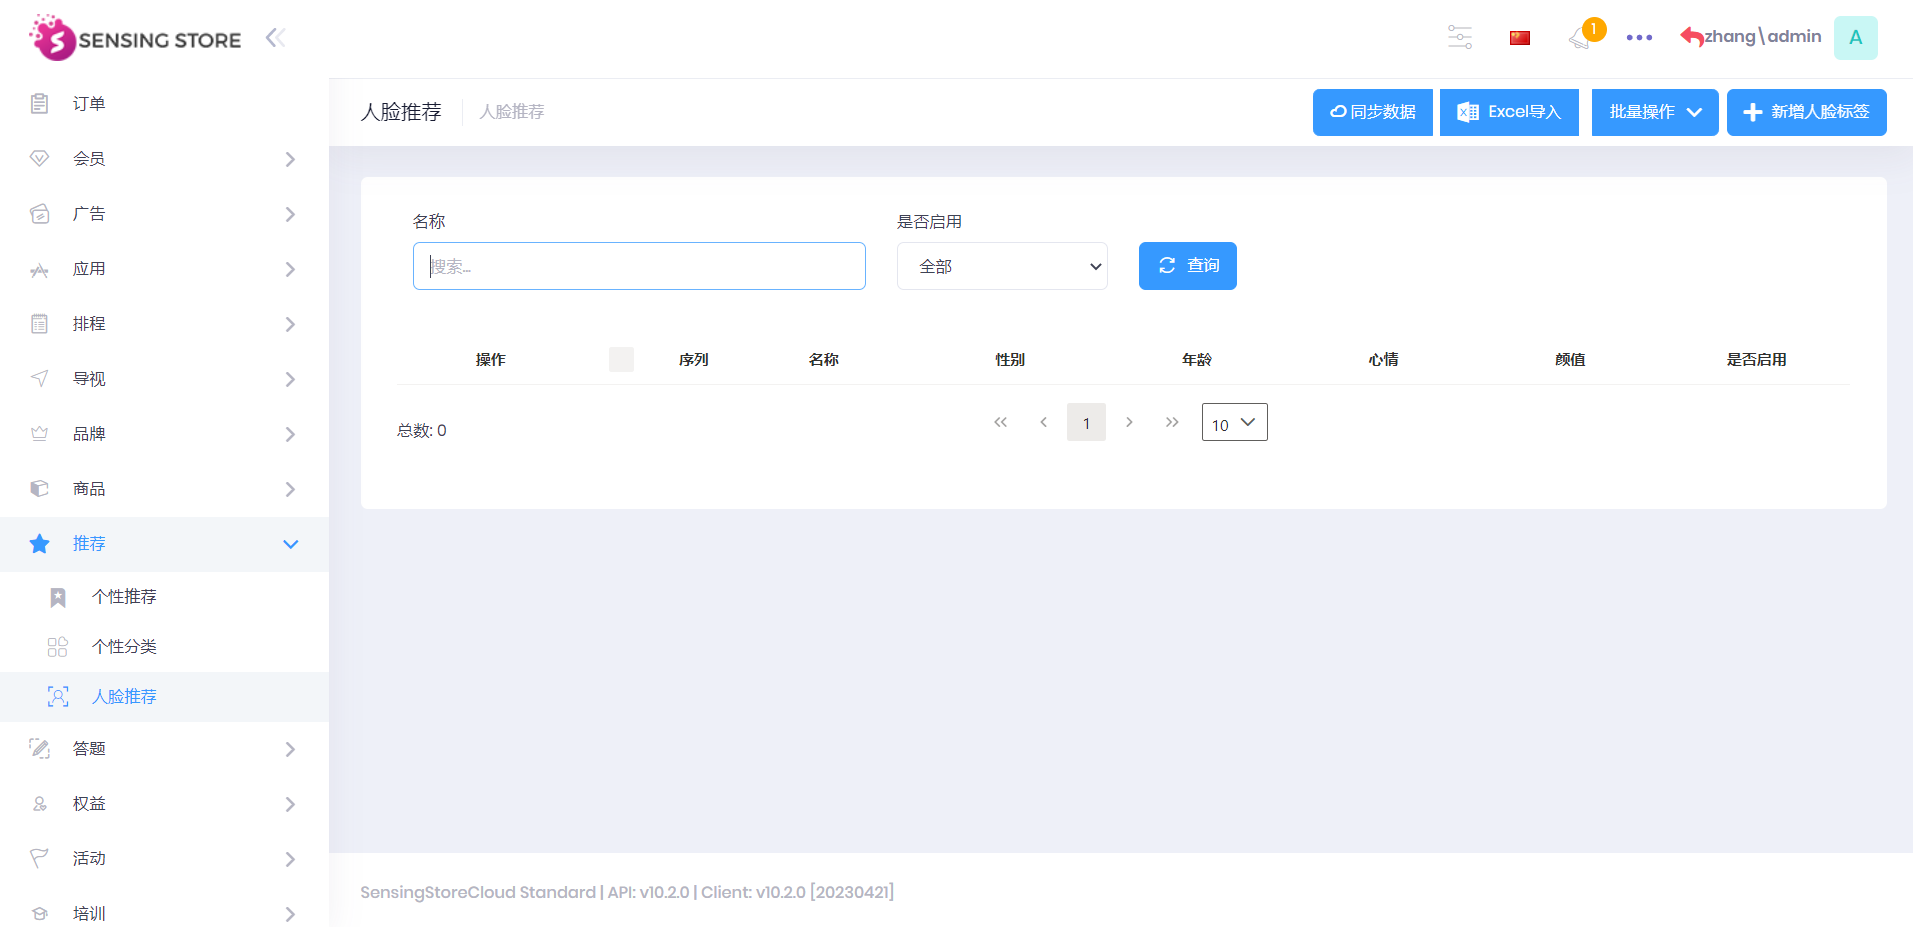 SENSING STORE
1
zhang\admin
A
订单
会员
广告
应用
排程
导视
品牌
商品
推荐
个性推荐
个性分类
人脸推荐
答题
权益
活动
培训
人脸推荐 人脸推荐
同步数据 Excel导入 批量操作 新增人脸标签
名称 是否启用
搜索... 全部 查询
操作 序列 名称 性别 年龄 心情 颜值 是否启用
总数: 0 1 10
SensingStoreCloud Standard | API: v10.2.0 | Client: v10.2.0 [20230421]